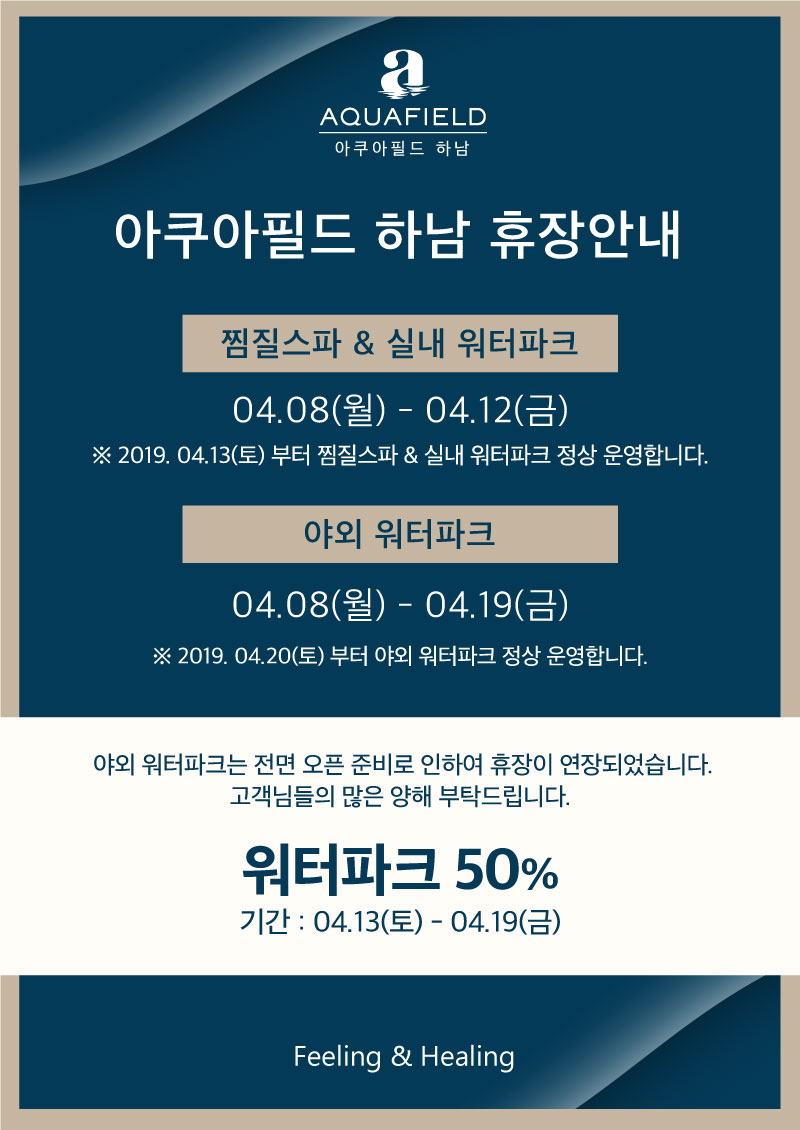 a
AQUAFIELD
아쿠아필드 하남
아쿠아필드 하남 휴장안내
찜질스파 & 실내 워터파크
04.08(월) - 04.12(금)
※ 2019. 04.13(토) 부터 찜질스파 & 실내 워터파크 정상 운영합니다.
야외 워터파크
04.08(월) - 04.19(금)
※ 2019. 04.20(토) 부터 야외 워터파크 정상 운영합니다.
야외 워터파크는 전면 오픈 준비로 인하여 휴장이 연장되었습니다.
고객님들의 많은 양해 부탁드립니다.
워터파크 50%
기간 : 04.13(토) - 04.19(금)
Feeling & Healing